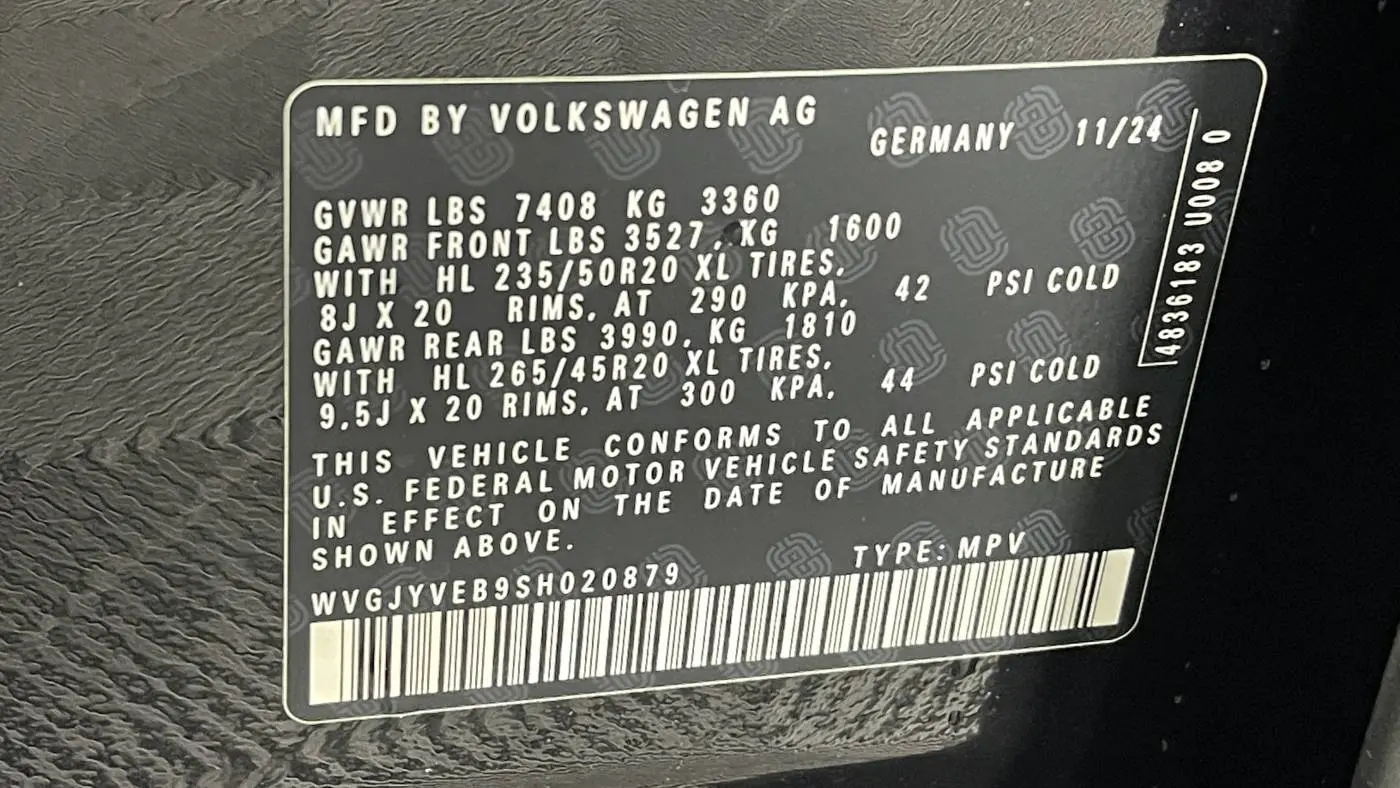 MFD BY VOLKSWAGEN AG
GERMANY 11/24
GVWR LBS 7408 KG 3360
GAWR FRONT LBS 3527, KG 1600
WITH HL 235/50R20 XL TIRES,
8J X 20 RIMS, AT 290 KPA, 42 PSI COLD
GAWR REAR LBS 3990, KG 1810
WITH HL 265/45R20 XL TIRES,
9,5J X 20 RIMS, AT 300 KPA, 44 PSI COLD
THIS VEHICLE CONFORMS TO ALL APPLICABLE
U.S. FEDERAL MOTOR VEHICLE SAFETY STANDARDS
IN EFFECT ON THE DATE OF MANUFACTURE
SHOWN ABOVE.
WVGJYVEB9SH020879 TYPE: MPV
4836183 U008 0